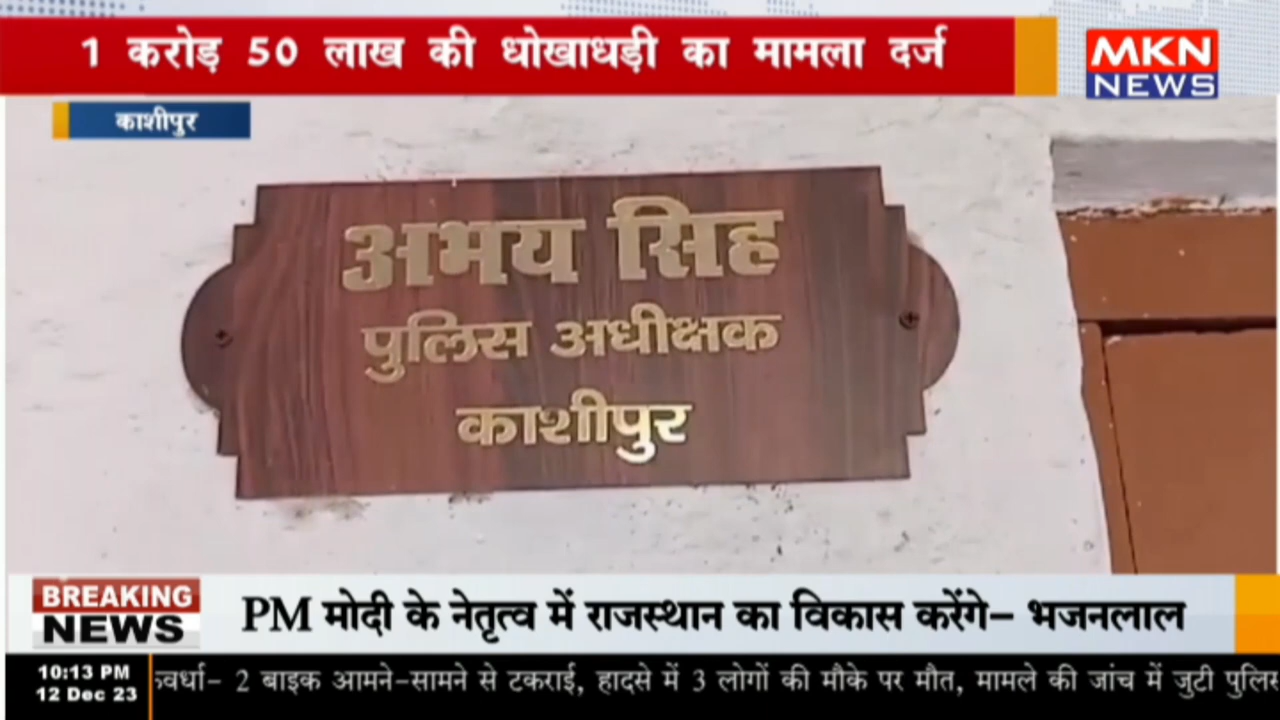 1 करोड़ 50 लाख की धोखाधड़ी का मामला दर्ज
MKN
NEWS
काशीपुर
अभय सिह
पुलिस अधीक्षक
काशीपुर
BREAKING
NEWS
PM मोदी के नेतृत्व में राजस्थान का विकास करेंगे– भजनलाल
10:13 PM
12 Dec 23
2 बाइक आमने-सामने से टकराई, हादसे में 3 लोगों की मौके पर मौत, मामले की जांच में जुटी